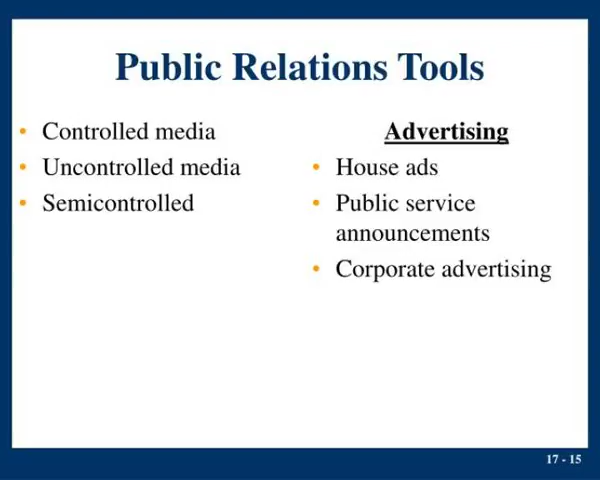 Public Relations Tools
• Controlled media
• Uncontrolled media
• Semicontrolled
Advertising
• House ads
• Public service
announcements
• Corporate advertising
17 - 15